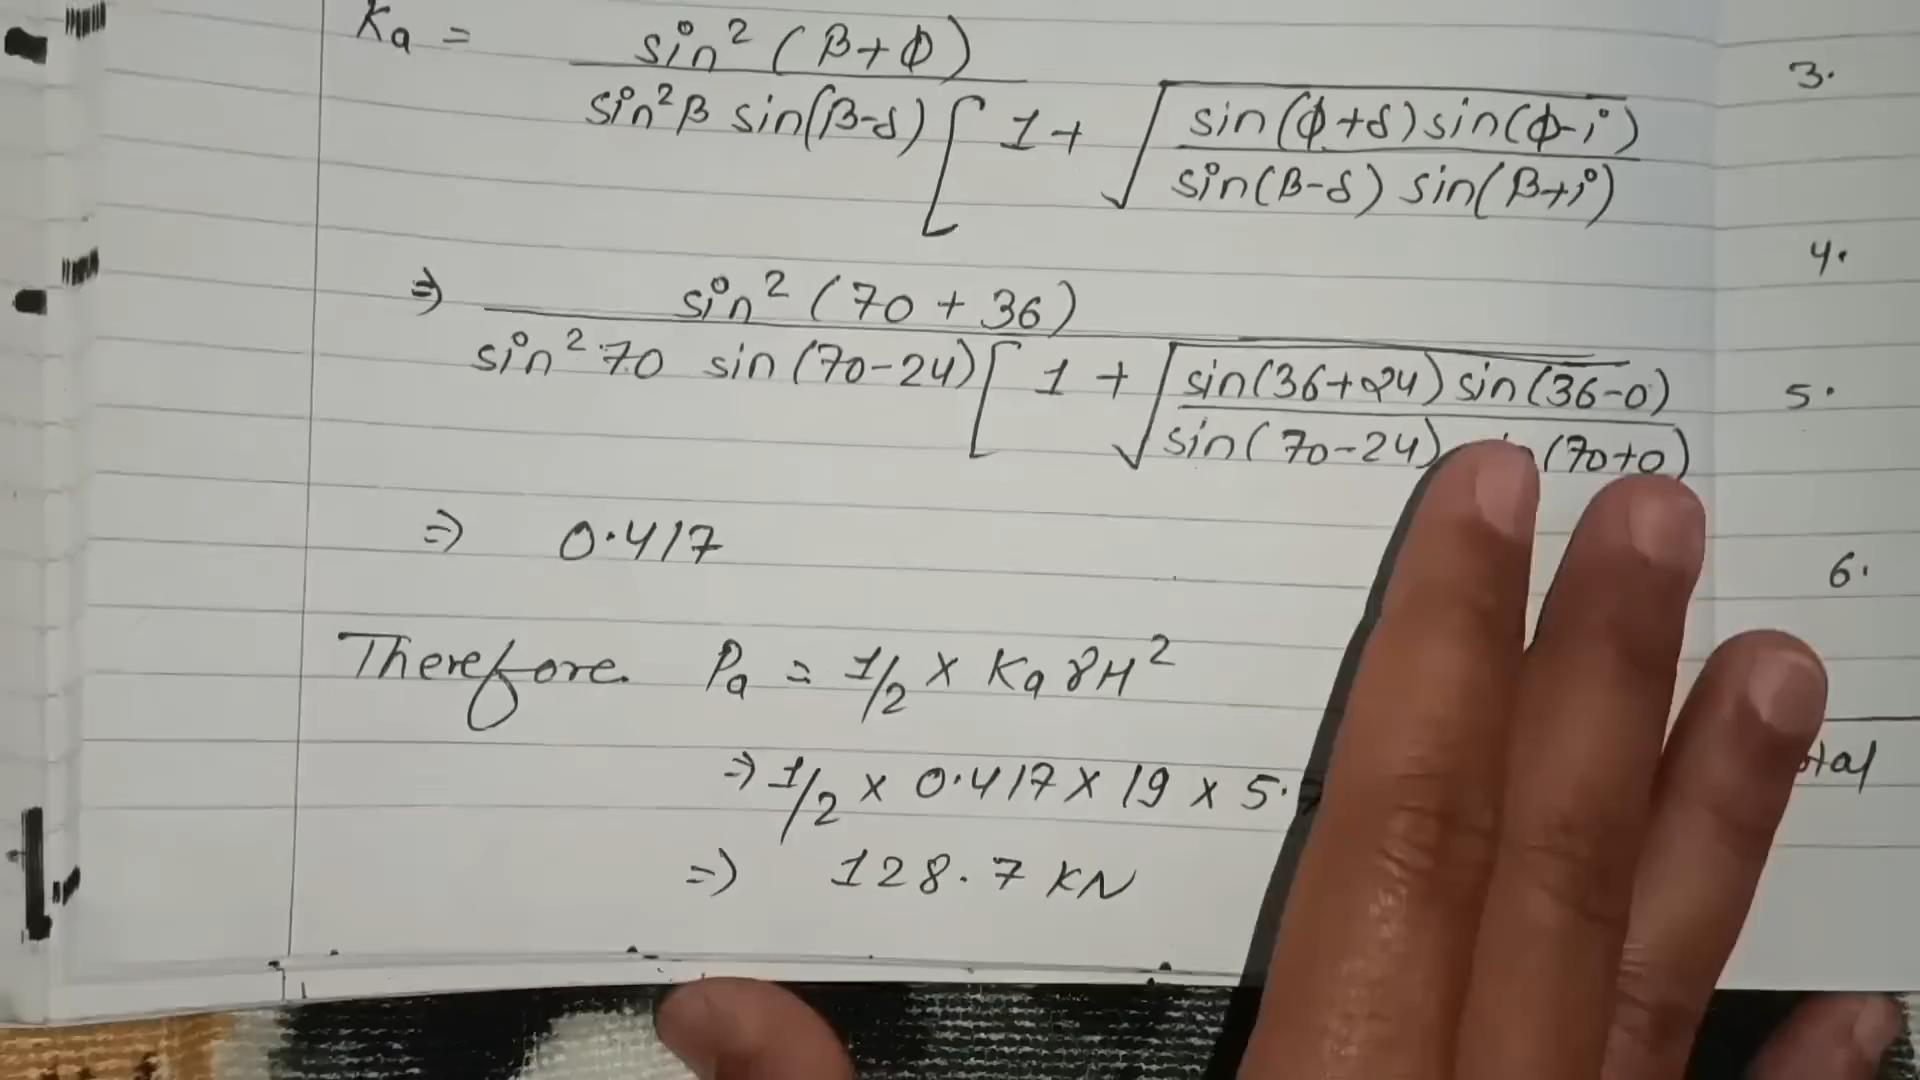 Ka = sin² (β+Φ)
sin²β sin(β-δ) [ 1+ √ sin(ϕ+δ) sin(ϕ-i)
sin(β-δ) sin(β+i)
3.
4.
⇒ sin² (70 + 36)
sin² 70 sin (70-24) [ 1 + √ sin(36+24) sin(36-0)
sin(70-24) (70+0)
5.
⇒ 0.417
6.
Therefore Pa = 1/2 × Ka γH²
⇒ 1/2 × 0.417 × 19 × 5.
⇒ 128.7 KN